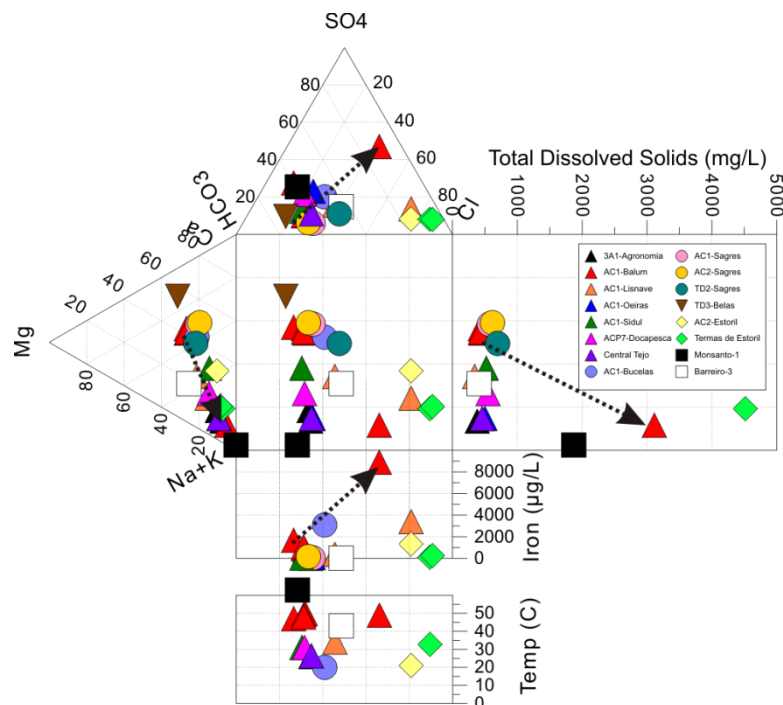 SO4
80
20
60
40
40
60
20
80
HCO3
Cl
Total Dissolved Solids (mg/L)
1000
2000
3000
4000
5000
Ca
80
60
40
20
Mg
80
60
40
20
Na+K
3A1-Agronomia
AC1-Balum
AC1-Lisnave
AC1-Oeiras
AC1-Sidul
ACP7-Docapesca
Central Tejo
AC1-Bucelas
AC1-Sagres
AC2-Sagres
TD2-Sagres
TD3-Belas
AC2-Estoril
Termas de Estoril
Monsanto-1
Barreiro-3
8000
6000
4000
2000
0
Iron (µg/L)
50
40
30
20
10
0
Temp (C)